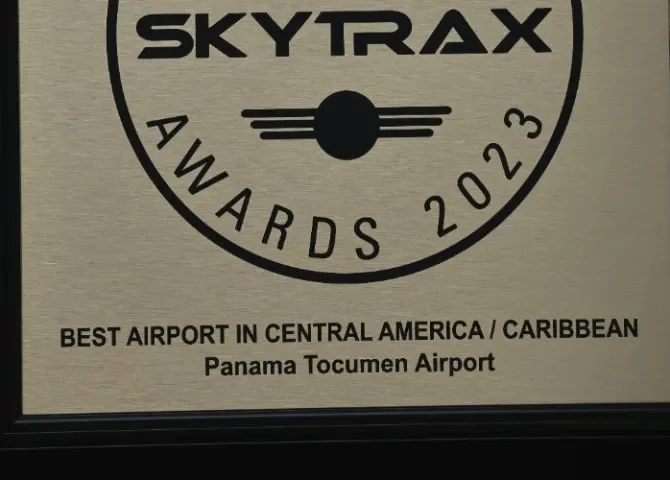 SKYTRAX
AWARDS 2023
BEST AIRPORT IN CENTRAL AMERICA / CARIBBEAN
Panama Tocumen Airport